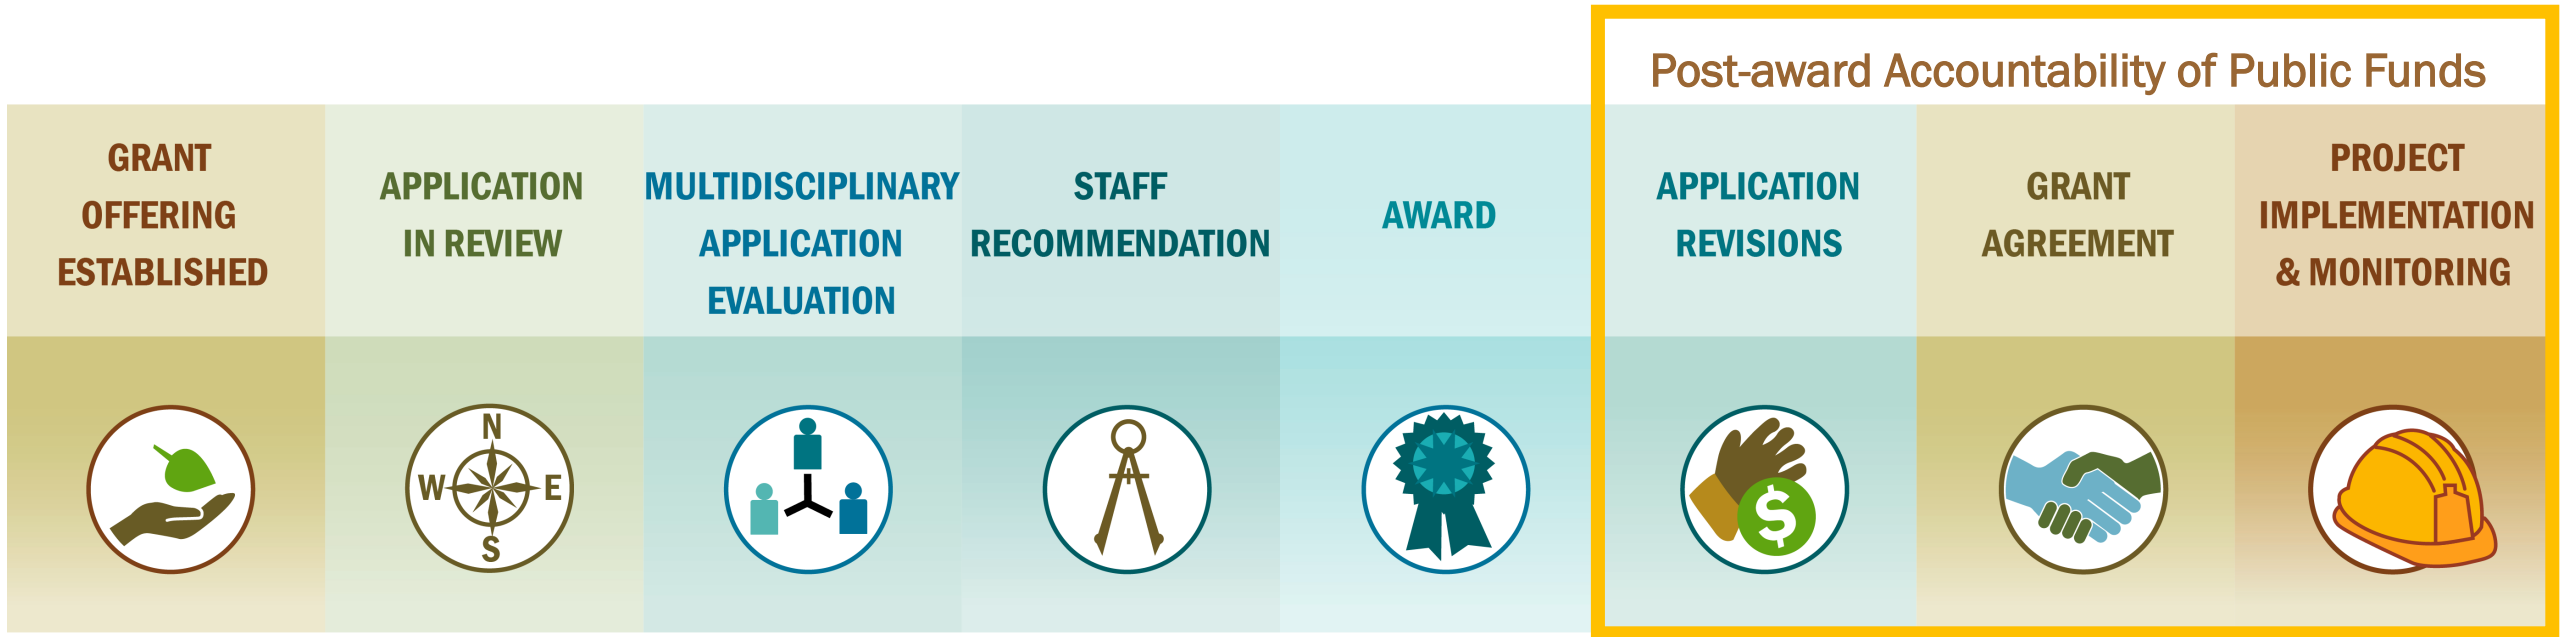 Post-award Accountability of Public Funds
GRANT
OFFERING
ESTABLISHED
APPLICATION
IN REVIEW
MULTIDISCIPLINARY
APPLICATION
EVALUATION
STAFF
RECOMMENDATION
AWARD
APPLICATION
REVISIONS
GRANT
AGREEMENT
PROJECT
IMPLEMENTATION
& MONITORING
N
W E
S
$